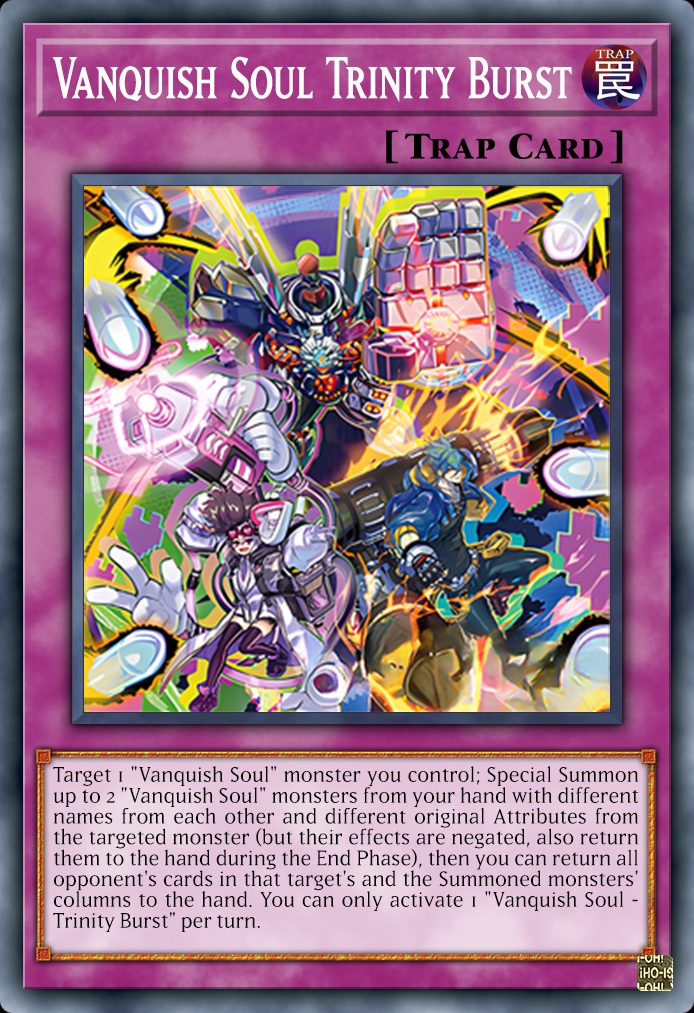 VANQUISH SOUL TRINITY BURST
TRAP
罠
[TRAP CARD]
Target 1 "Vanquish Soul" monster you control; Special Summon
up to 2 "Vanquish Soul" monsters from your hand with different
names from each other and different original Attributes from
the targeted monster (but their effects are negated, also return
them to the hand during the End Phase), then you can return all
opponent's cards in that target's and the Summoned monsters'
columns to the hand. You can only activate 1 "Vanquish Soul -
Trinity Burst" per turn.